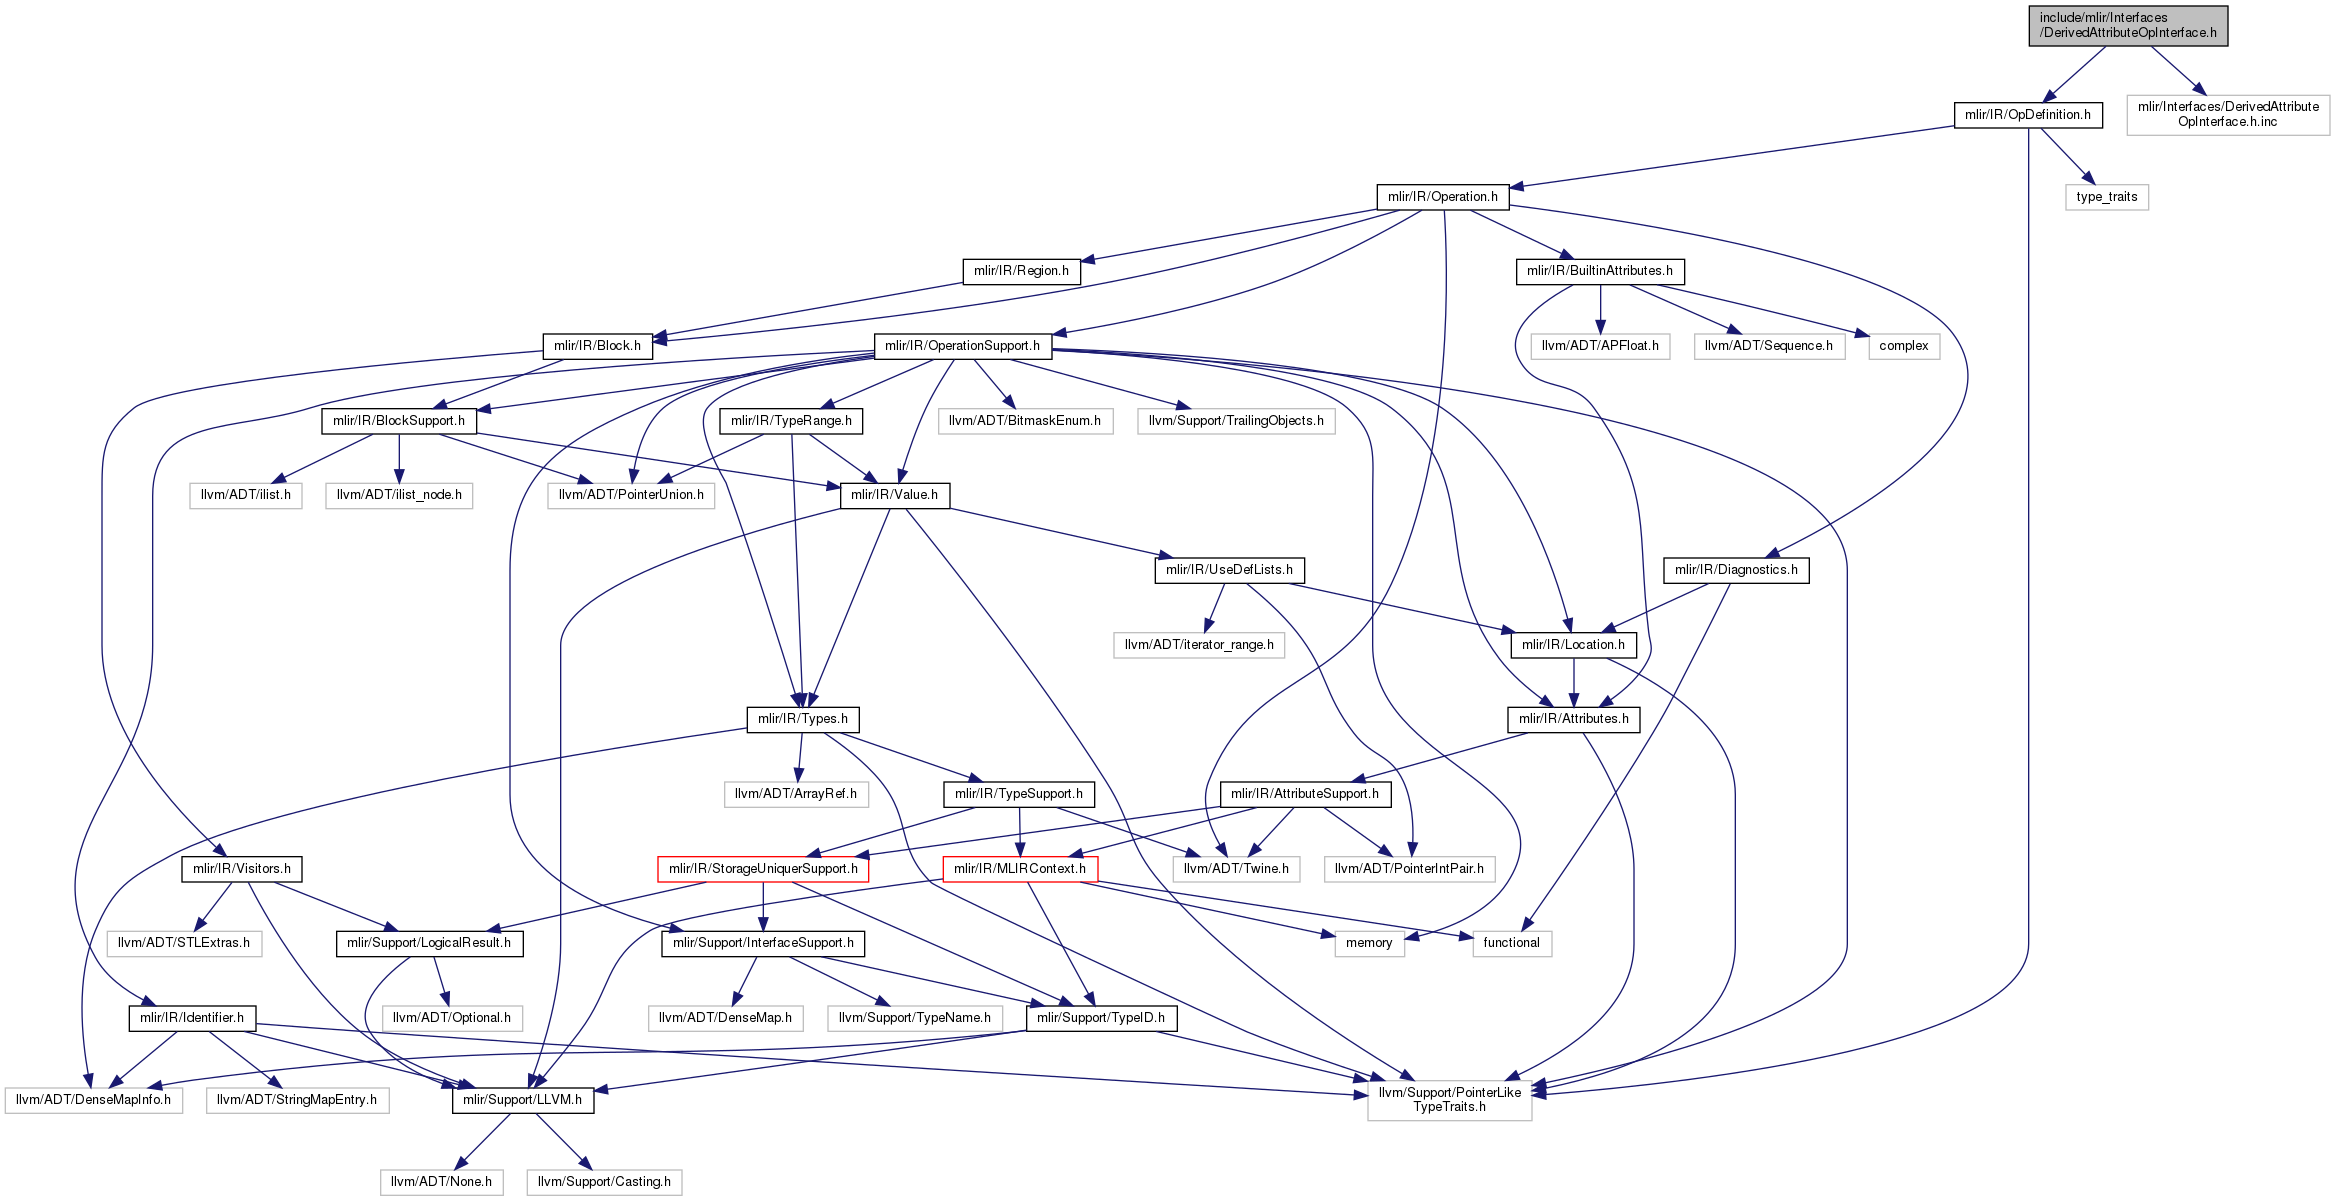 include/mlir/Interfaces
/DerivedAttributeOpInterface.h
mlir/IR/OpDefinition.h
mlir/Interfaces/DerivedAttribute
OpInterface.h.inc
mlir/IR/Operation.h
type_traits
mlir/IR/Region.h
mlir/IR/BuiltinAttributes.h
mlir/IR/Block.h
mlir/IR/OperationSupport.h
llvm/ADT/APFloat.h
llvm/ADT/Sequence.h
complex
mlir/IR/BlockSupport.h
mlir/IR/TypeRange.h
llvm/ADT/BitmaskEnum.h
llvm/Support/TrailingObjects.h
llvm/ADT/ilist.h
llvm/ADT/ilist_node.h
llvm/ADT/PointerUnion.h
mlir/IR/Value.h
mlir/IR/UseDefLists.h
mlir/IR/Diagnostics.h
llvm/ADT/iterator_range.h
mlir/IR/Location.h
mlir/IR/Types.h
mlir/IR/Attributes.h
llvm/ADT/ArrayRef.h
mlir/IR/TypeSupport.h
mlir/IR/AttributeSupport.h
mlir/IR/Visitors.h
mlir/IR/StorageUniquerSupport.h
mlir/IR/MLIRContext.h
llvm/ADT/Twine.h
llvm/ADT/PointerIntPair.h
llvm/ADT/STLExtras.h
mlir/Support/LogicalResult.h
mlir/Support/InterfaceSupport.h
memory
functional
mlir/IR/Identifier.h
llvm/ADT/Optional.h
llvm/ADT/DenseMap.h
llvm/Support/TypeName.h
mlir/Support/TypeID.h
llvm/ADT/DenseMapInfo.h
llvm/ADT/StringMapEntry.h
mlir/Support/LLVM.h
llvm/Support/PointerLike
TypeTraits.h
llvm/ADT/None.h
llvm/Support/Casting.h